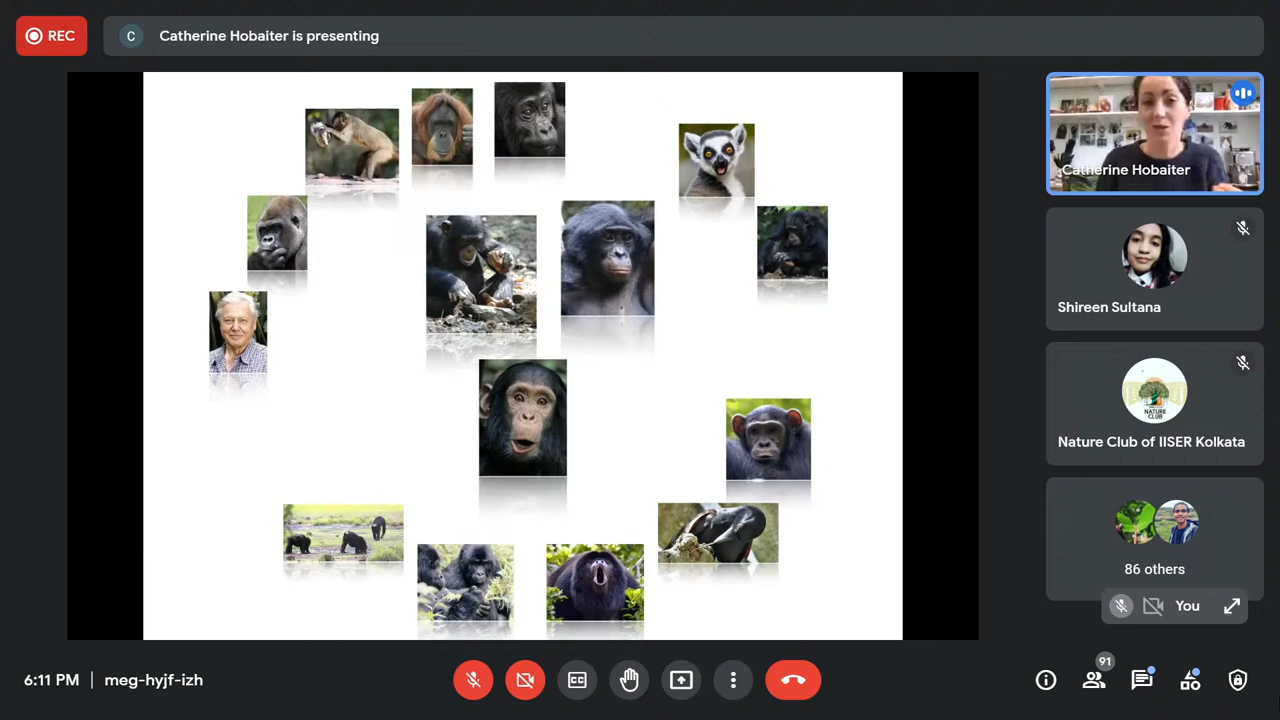 REC
C
Catherine Hobaiter is presenting
Catherine Hobaiter
Shireen Sultana
NATURE
CLUB
Nature Club of IISER Kolkata
86 others
You
6:11 PM | meg-hyjf-izh
CC
91